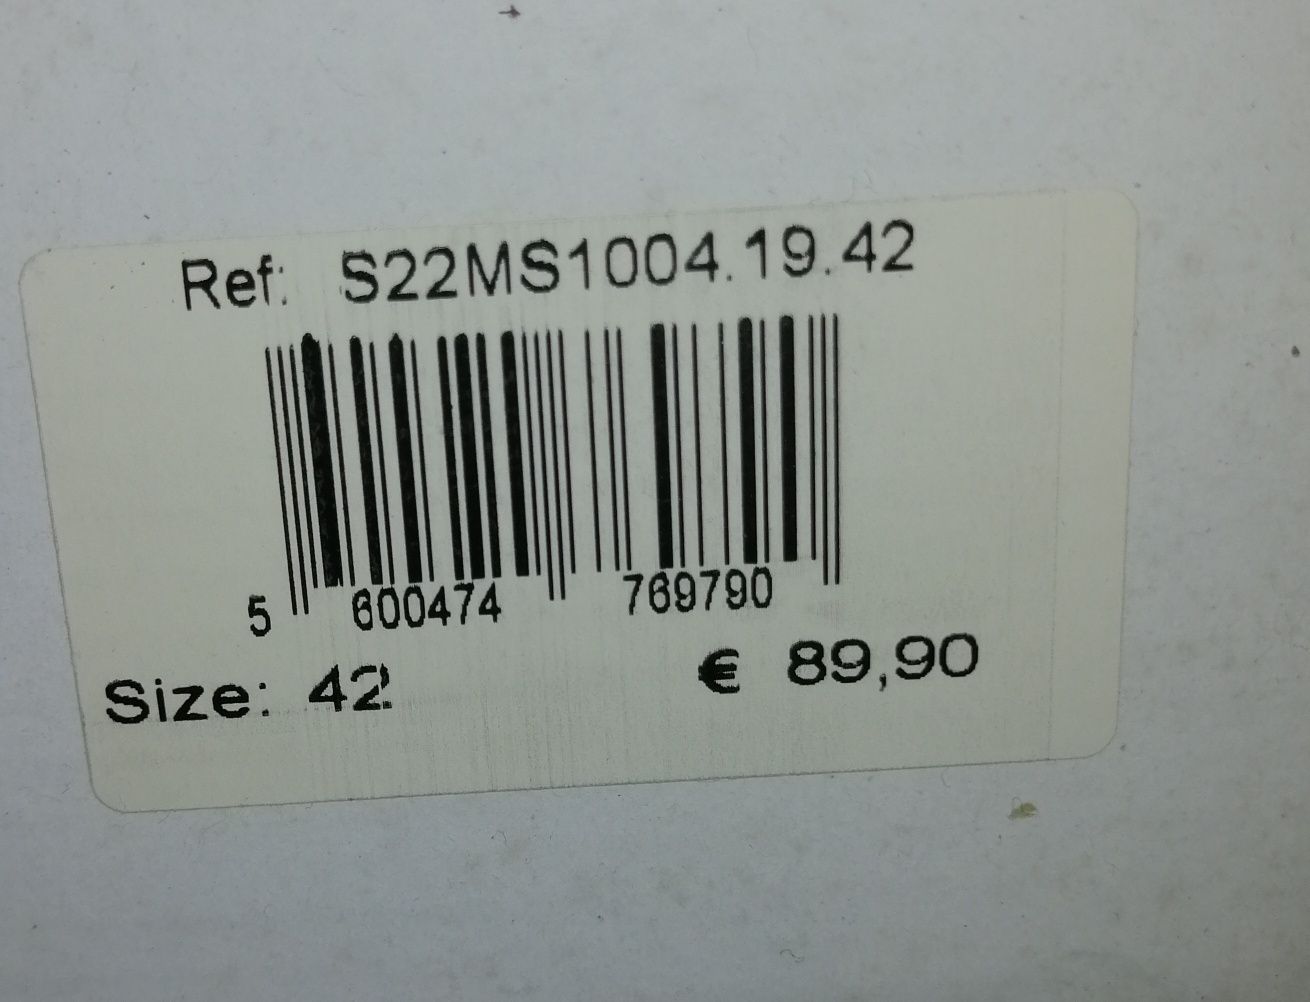 Ref: S22MS1004.19.42
5 600474 769790
Size: 42
€ 89,90